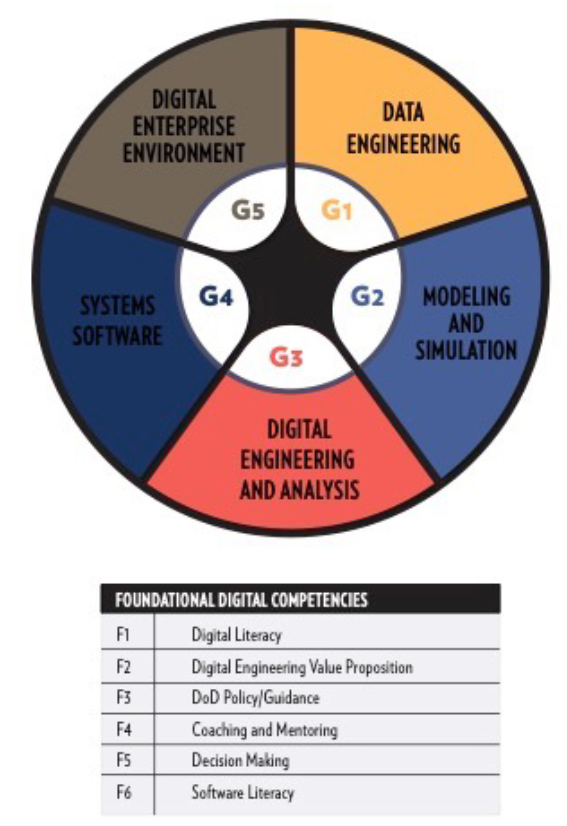 DIGITAL
ENTERPRISE
ENVIRONMENT
G5
DATA
ENGINEERING
G1
SYSTEMS
SOFTWARE
G4
G2
MODELING
AND
SIMULATION
G3
DIGITAL
ENGINEERING
AND ANALYSIS
FOUNDATIONAL DIGITAL COMPETENCIES
F1 Digital Literacy
F2 Digital Engineering Value Proposition
F3 DoD Policy/Guidance
F4 Coaching and Mentoring
F5 Decision Making
F6 Software Literacy